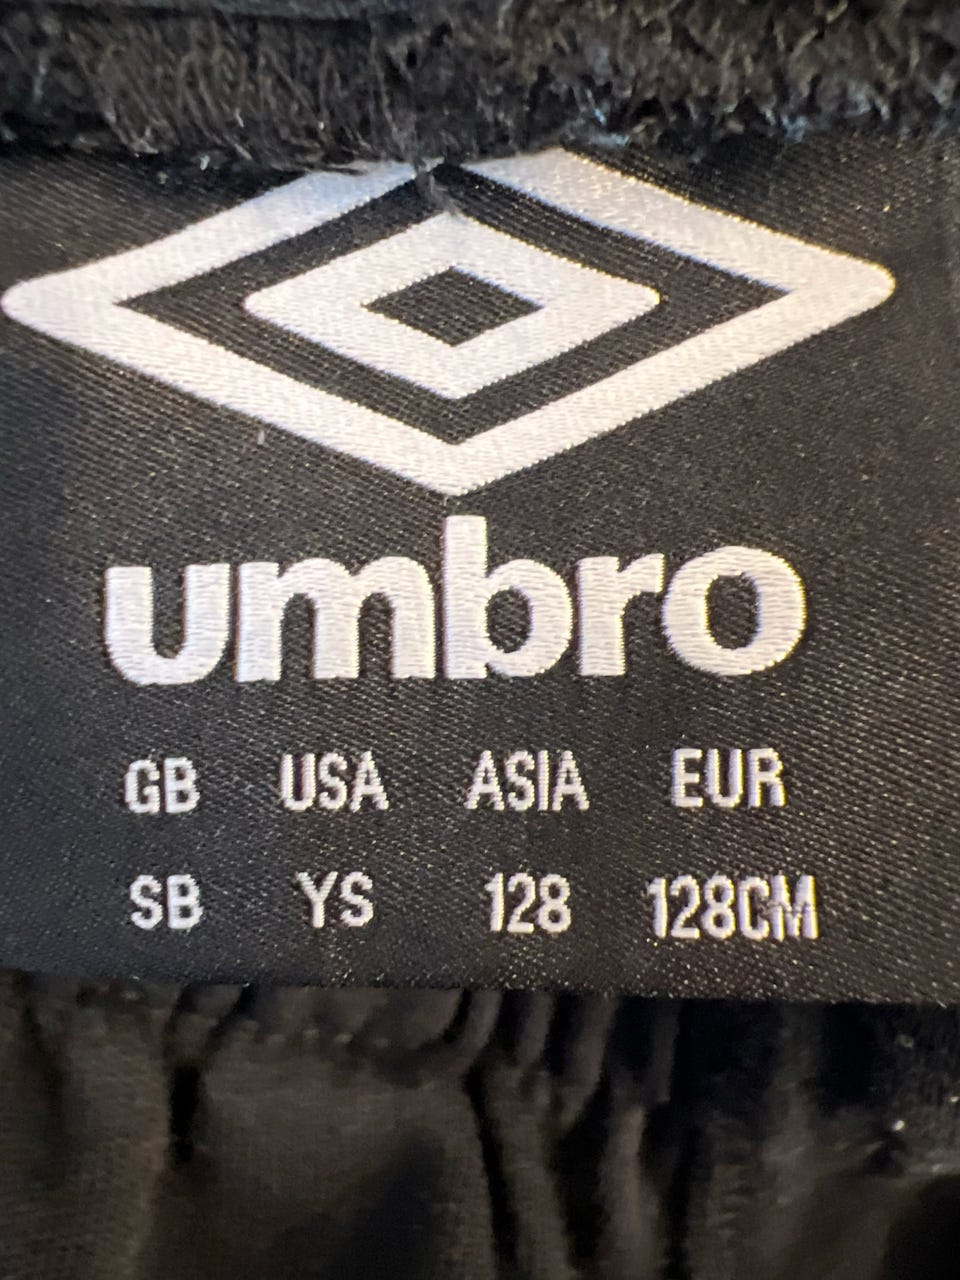 umbro
GB USA ASIA EUR
SB YS 128 128CM